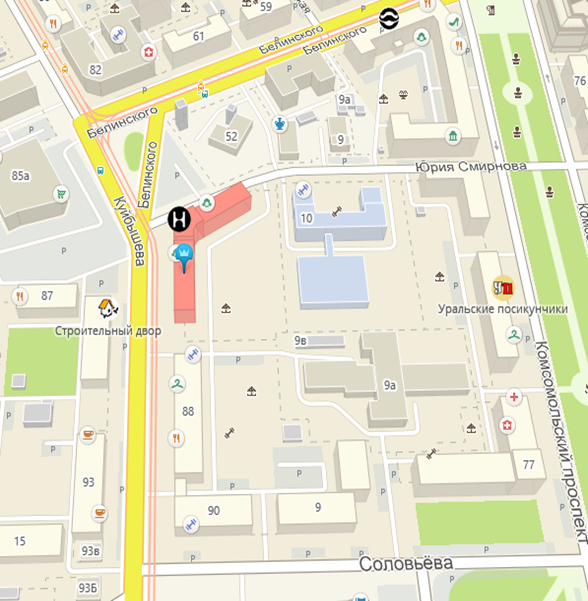 59
61
82
Белинского
Белинского
76
Белинского
9а
52
9
Юрия Смирнова
85а
Белинского
Куйбышева
10
87
Строительный двор
Уральские посикунчики
9в
Комсомольский проспект
9а
88
93
77
90
9
15
93в
Соловьёва
93Б
P